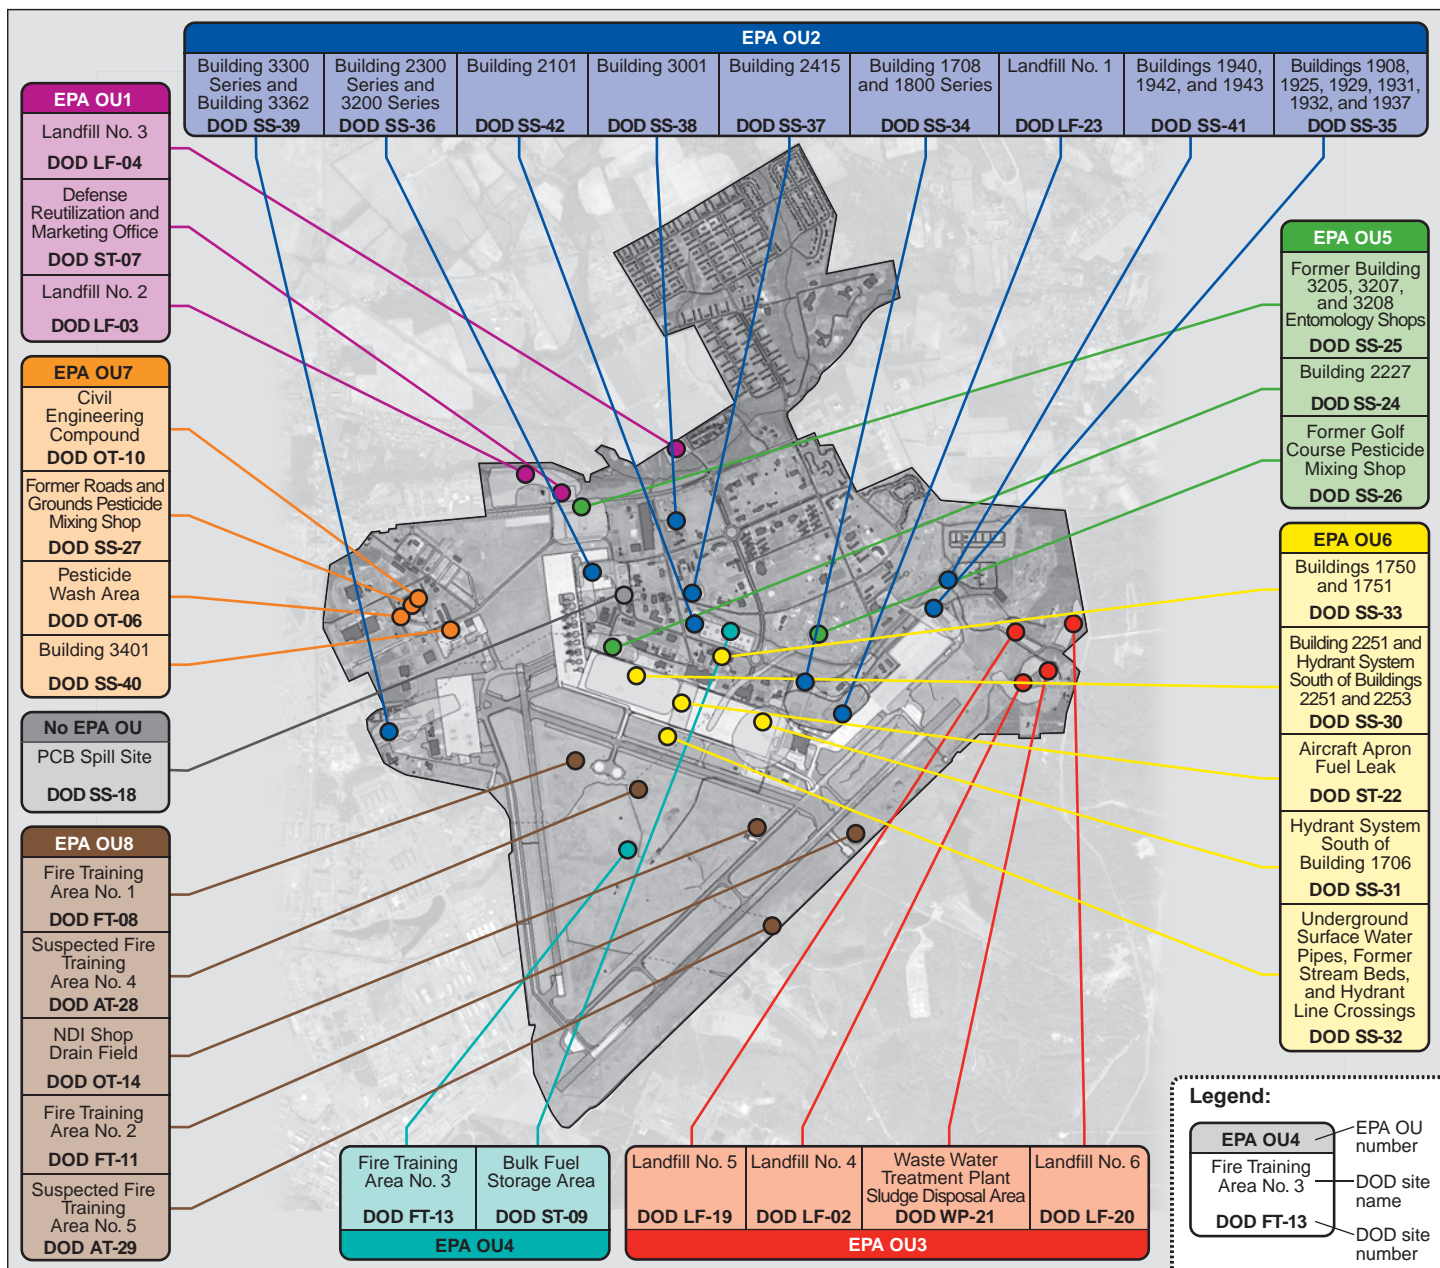 EPA OU2
Building 3300
Series and
Building 3362
DOD SS-39
Building 2300
Series and
3200 Series
DOD SS-36
Building 2101
DOD SS-42
Building 3001
DOD SS-38
Building 2415
DOD SS-37
Building 1708
and 1800 Series
DOD SS-34
Landfill No. 1
DOD LF-23
Buildings 1940,
1942, and 1943
DOD SS-41
Buildings 1908,
1925, 1929, 1931,
1932, and 1937
DOD SS-35
EPA OU1
Landfill No. 3
DOD LF-04
Defense
Reutilization and
Marketing Office
DOD ST-07
Landfill No. 2
DOD LF-03
EPA OU7
Civil
Engineering
Compound
DOD OT-10
Former Roads and
Grounds Pesticide
Mixing Shop
DOD SS-27
Pesticide
Wash Area
DOD OT-06
Building 3401
DOD SS-40
No EPA OU
PCB Spill Site
DOD SS-18
EPA OU8
Fire Training
Area No. 1
DOD FT-08
Suspected Fire
Training
Area No. 4
DOD AT-28
NDI Shop
Drain Field
DOD OT-14
Fire Training
Area No. 2
DOD FT-11
Suspected Fire
Training
Area No. 5
DOD AT-29
EPA OU5
Former Building
3205, 3207,
and 3208
Entomology Shops
DOD SS-25
Building 2227
DOD SS-24
Former Golf
Course Pesticide
Mixing Shop
DOD SS-26
EPA OU6
Buildings 1750
and 1751
DOD SS-33
Building 2251 and
Hydrant System
South of Buildings
2251 and 2253
DOD SS-30
Aircraft Apron
Fuel Leak
DOD ST-22
Hydrant System
South of
Building 1706
DOD SS-31
Underground
Surface Water
Pipes, Former
Stream Beds,
and Hydrant
Line Crossings
DOD SS-32
Fire Training
Area No. 3
DOD FT-13
Bulk Fuel
Storage Area
DOD ST-09
EPA OU4
Landfill No. 5
DOD LF-19
Landfill No. 4
DOD LF-02
Waste Water
Treatment Plant
Sludge Disposal Area
DOD WP-21
Landfill No. 6
DOD LF-20
EPA OU3
Legend:
EPA OU4
Fire Training
Area No. 3
DOD FT-13
EPA OU
number
DOD site
name
DOD site
number